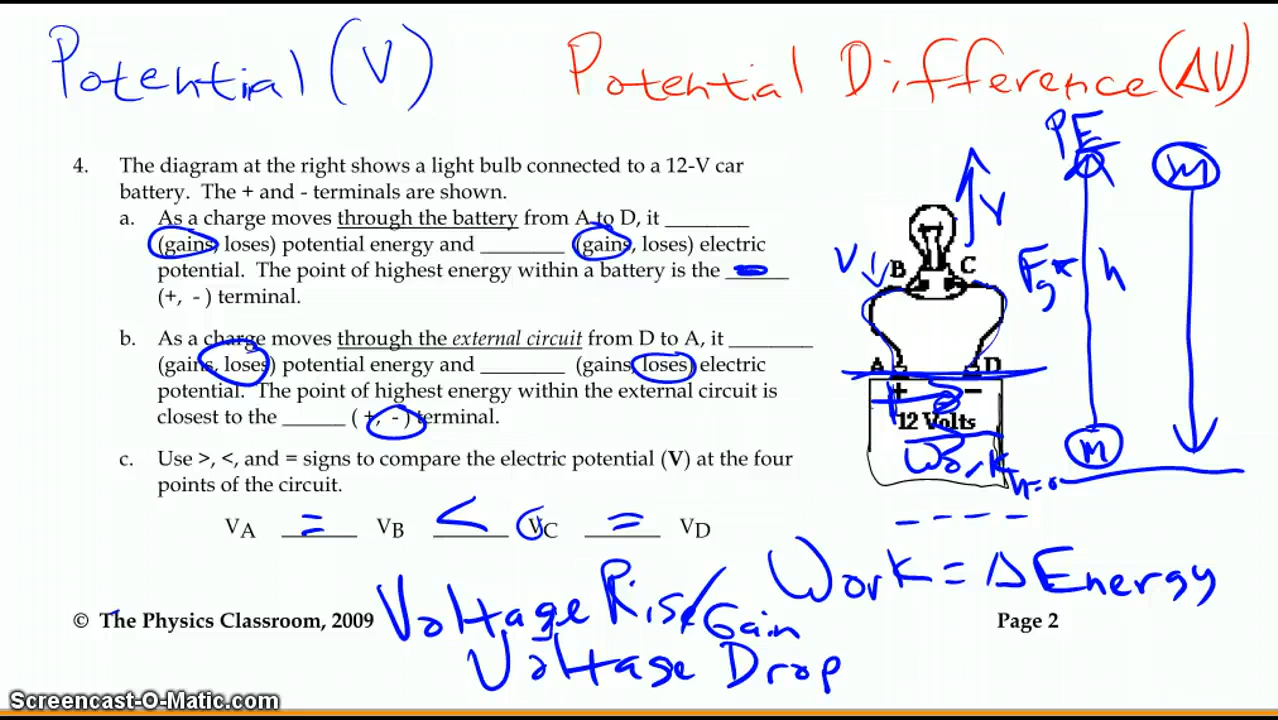 Potential (V) Potential Difference (ΔV)
4. The diagram at the right shows a light bulb connected to a 12-V car
battery. The + and - terminals are shown.
a. As a charge moves through the battery from A to D, it ________
(gains, loses) potential energy and ________ (gains, loses) electric
potential. The point of highest energy within a battery is the ______
(+, - ) terminal.
b. As a charge moves through the external circuit from D to A, it ________
(gains, loses) potential energy and ________ (gains, loses) electric
potential. The point of highest energy within the external circuit is
closest to the ______ ( +, - ) terminal.
c. Use >, <, and = signs to compare the electric potential (V) at the four
points of the circuit.
VA = VB < VC = VD
PE
m
V
V
B C
Fg h
A D
+ -
12 Volts
Work
m
h=0
Work = Δ Energy
Voltage Rise/Gain
Voltage Drop
© The Physics Classroom, 2009 Page 2
Screencast-O-Matic.com